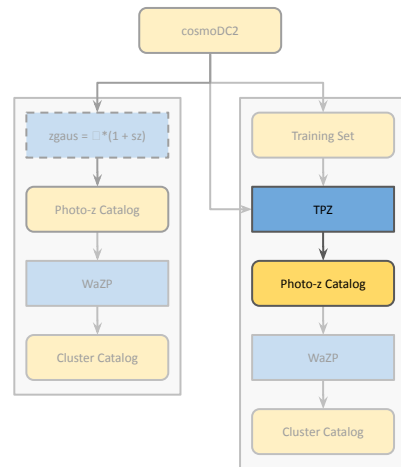 cosmoDC2
zgaus = *(1 + sz)
Photo-z Catalog
WaZP
Cluster Catalog
Training Set
TPZ
Photo-z Catalog
WaZP
Cluster Catalog